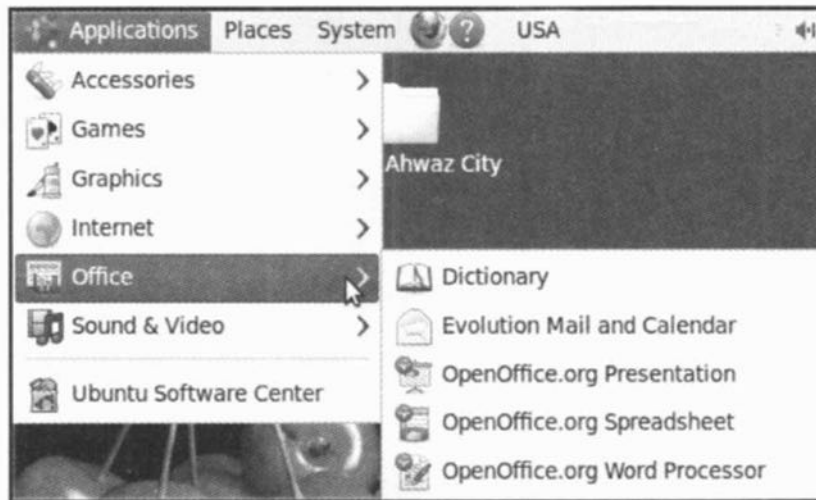 Applications Places System ? USA
Accessories
Games
Graphics
Internet
Office
Sound & Video
Ubuntu Software Center
Ahwaz City
Dictionary
Evolution Mail and Calendar
OpenOffice.org Presentation
OpenOffice.org Spreadsheet
OpenOffice.org Word Processor